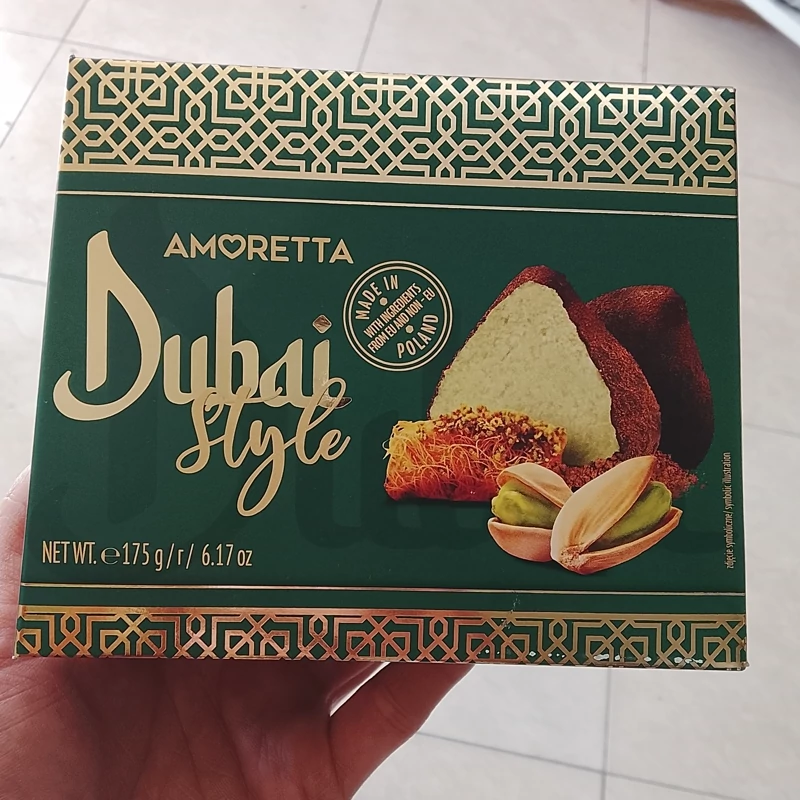 AMORETTA
Dubai
Style
MADE IN
WITH INGREDIENTS
FROM EU AND NON - EU
POLAND
NET WT. ℮ 175 g/r/ 6.17 oz
zdjęcie symboliczne/ symbolic illustration